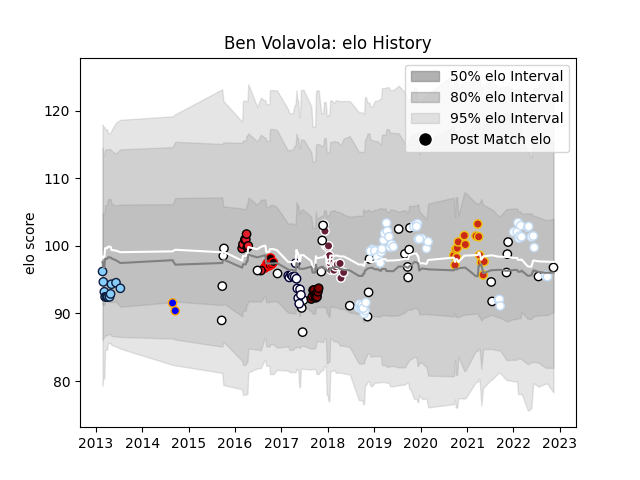 Ben Volavola: elo History
50% elo Interval
80% elo Interval
95% elo Interval
Post Match elo
elo score
120
110
100
90
80
2013 2014 2015 2016 2017 2018 2019 2020 2021 2022 2023